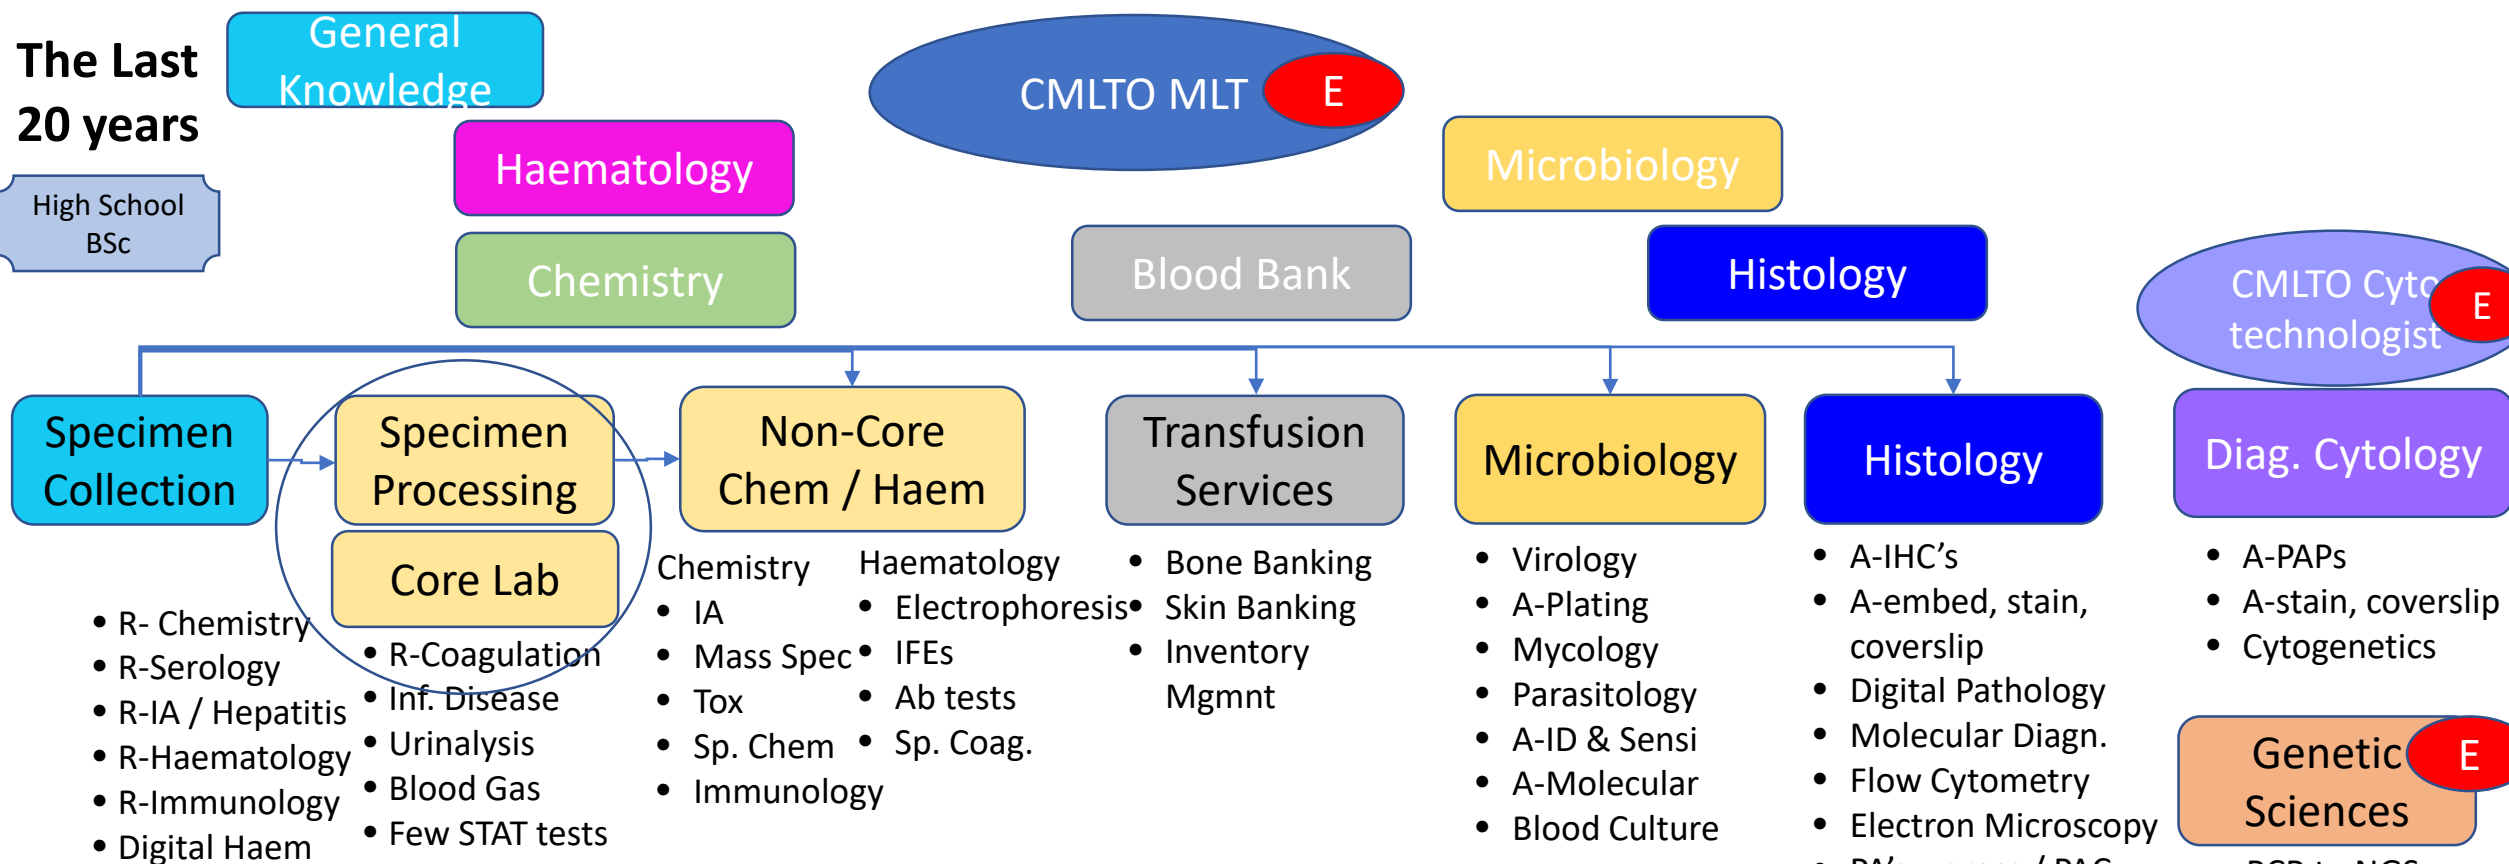 The Last
20 years
High School
BSc
General
Knowledge
Haematology
Chemistry
CMLTO MLT
E
Blood Bank
Microbiology
Histology
CMLTO Cyto
technologist
E
Specimen
Collection
Specimen
Processing
Core Lab
Non-Core
Chem / Haem
Transfusion
Services
Microbiology
Histology
Diag. Cytology
• R- Chemistry
• R-Serology
• R-IA / Hepatitis
• R-Haematology
• R-Immunology
• Digital Haem
• R-Coagulation
• Inf. Disease
• Urinalysis
• Blood Gas
• Few STAT tests
Chemistry
• IA
• Mass Spec
• Tox
• Sp. Chem
• Immunology
Haematology
• Electrophoresis
• IFEs
• Ab tests
• Sp. Coag.
• Bone Banking
• Skin Banking
• Inventory
Mgmnt
• Virology
• A-Plating
• Mycology
• Parasitology
• A-ID & Sensi
• A-Molecular
• Blood Culture
• A-IHC’s
• A-embed, stain,
coverslip
• Digital Pathology
• Molecular Diagn.
• Flow Cytometry
• Electron Microscopy
• A-PAPs
• A-stain, coverslip
• Cytogenetics
Genetic
Sciences
E